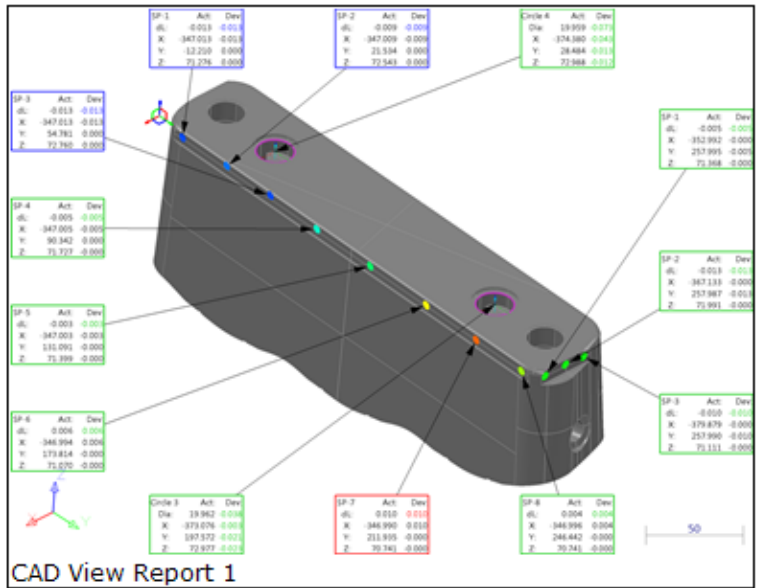 SP-1 Act: Dev
dL: -0.013 -0.013
X: -347.013 -0.013
Y: -12.210 0.000
Z: 71.276 0.000
SP-2 Act: Dev
dL: -0.009 -0.009
X: -347.009 -0.009
Y: 21.534 0.000
Z: 72.543 0.000
Circle 4 Act: Dev
Dia: 19.959
X: -374.380
Y: 28.484 -0.013
Z: 72.988 -0.012
SP-3 Act: Dev
dL: -0.013 -0.013
X: -347.013 -0.013
Y: 54.781 0.000
Z: 72.760 0.000
SP-1 Act: Dev
dL: -0.005 -0.005
X: -352.992 -0.000
Y: 257.995 -0.005
Z: 71.368 -0.000
SP-4 Act: Dev
dL: -0.005 -0.005
X: -347.005 -0.005
Y: 90.342 0.000
Z: 71.727 -0.000
SP-2 Act: Dev
dL: -0.013 -0.013
X: -367.133 -0.000
Y: 257.987 -0.013
Z: 71.991 -0.000
SP-5 Act: Dev
dL: -0.003 -0.003
X: -347.003 -0.003
Y: 131.091 -0.000
Z: 71.399 -0.000
SP-3 Act: Dev
dL: -0.010 -0.010
X: -379.879 -0.000
Y: 257.990 -0.010
Z: 71.111 -0.000
SP-6 Act: Dev
dL: 0.006 0.006
X: -346.994 0.006
Y: 173.814 -0.000
Z: 71.070 -0.000
Circle 3 Act: Dev
Dia: 19.962 -0.038
X: -373.076
Y: 197.572
Z: 72.977 -0.023
SP-7 Act: Dev
dL: 0.010 0.010
X: -346.990 0.010
Y: 211.935 -0.000
Z: 70.741 -0.000
SP-8 Act: Dev
dL: 0.004 0.004
X: -346.996 0.004
Y: 246.442 -0.000
Z: 70.741 -0.000
Z
X
Y
50
CAD View Report 1